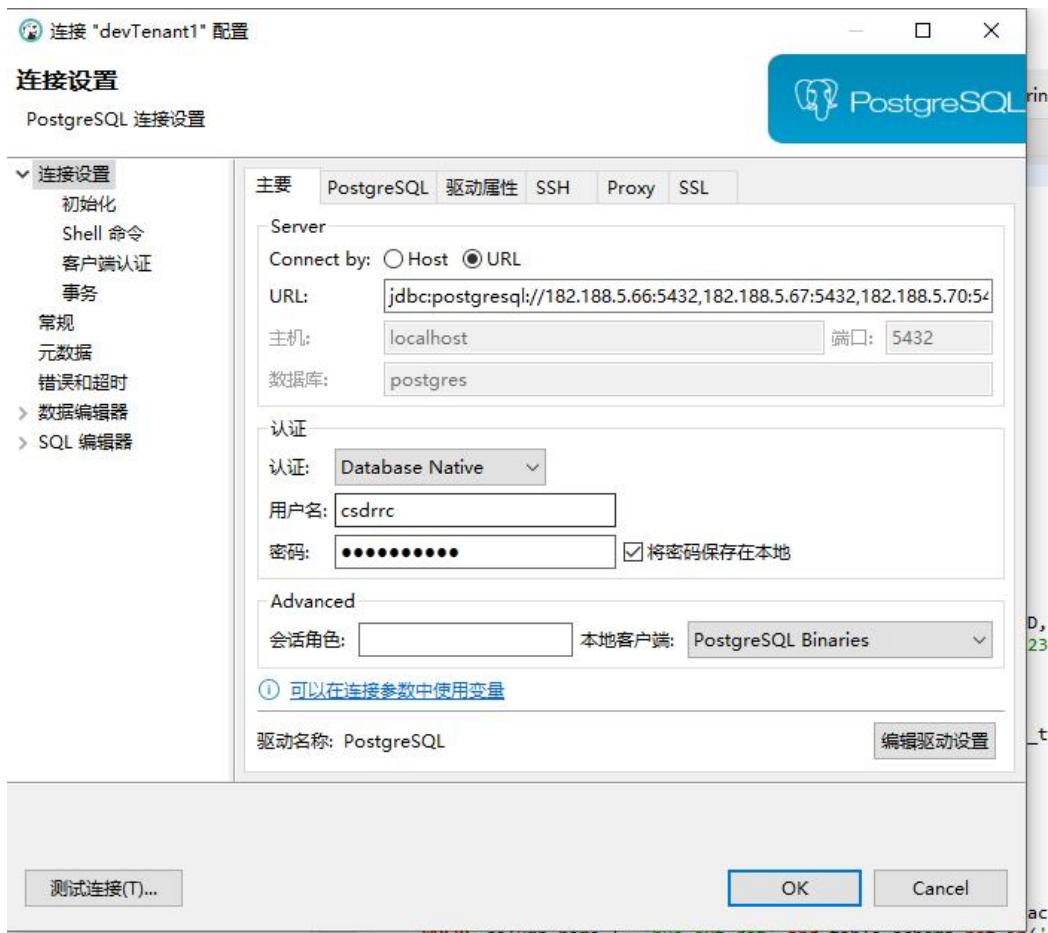 连接 "devTenant1" 配置
连接设置
PostgreSQL 连接设置
PostgreSQL
连接设置
初始化
Shell 命令
客户端认证
事务
常规
元数据
错误和超时
数据编辑器
SQL 编辑器
主要 PostgreSQL 驱动属性 SSH Proxy SSL
Server
Connect by: Host URL
URL: jdbc:postgresql://182.188.5.66:5432,182.188.5.67:5432,182.188.5.70:54
主机: localhost 端口: 5432
数据库: postgres
认证
认证: Database Native
用户名: csdrrc
密码: ●●●●●●●●●● 将密码保存在本地
Advanced
会话角色: 本地客户端: PostgreSQL Binaries
可以在连接参数中使用变量
驱动名称: PostgreSQL 编辑驱动设置
测试连接(T)... OK Cancel
rin
D,
23
_t
ac